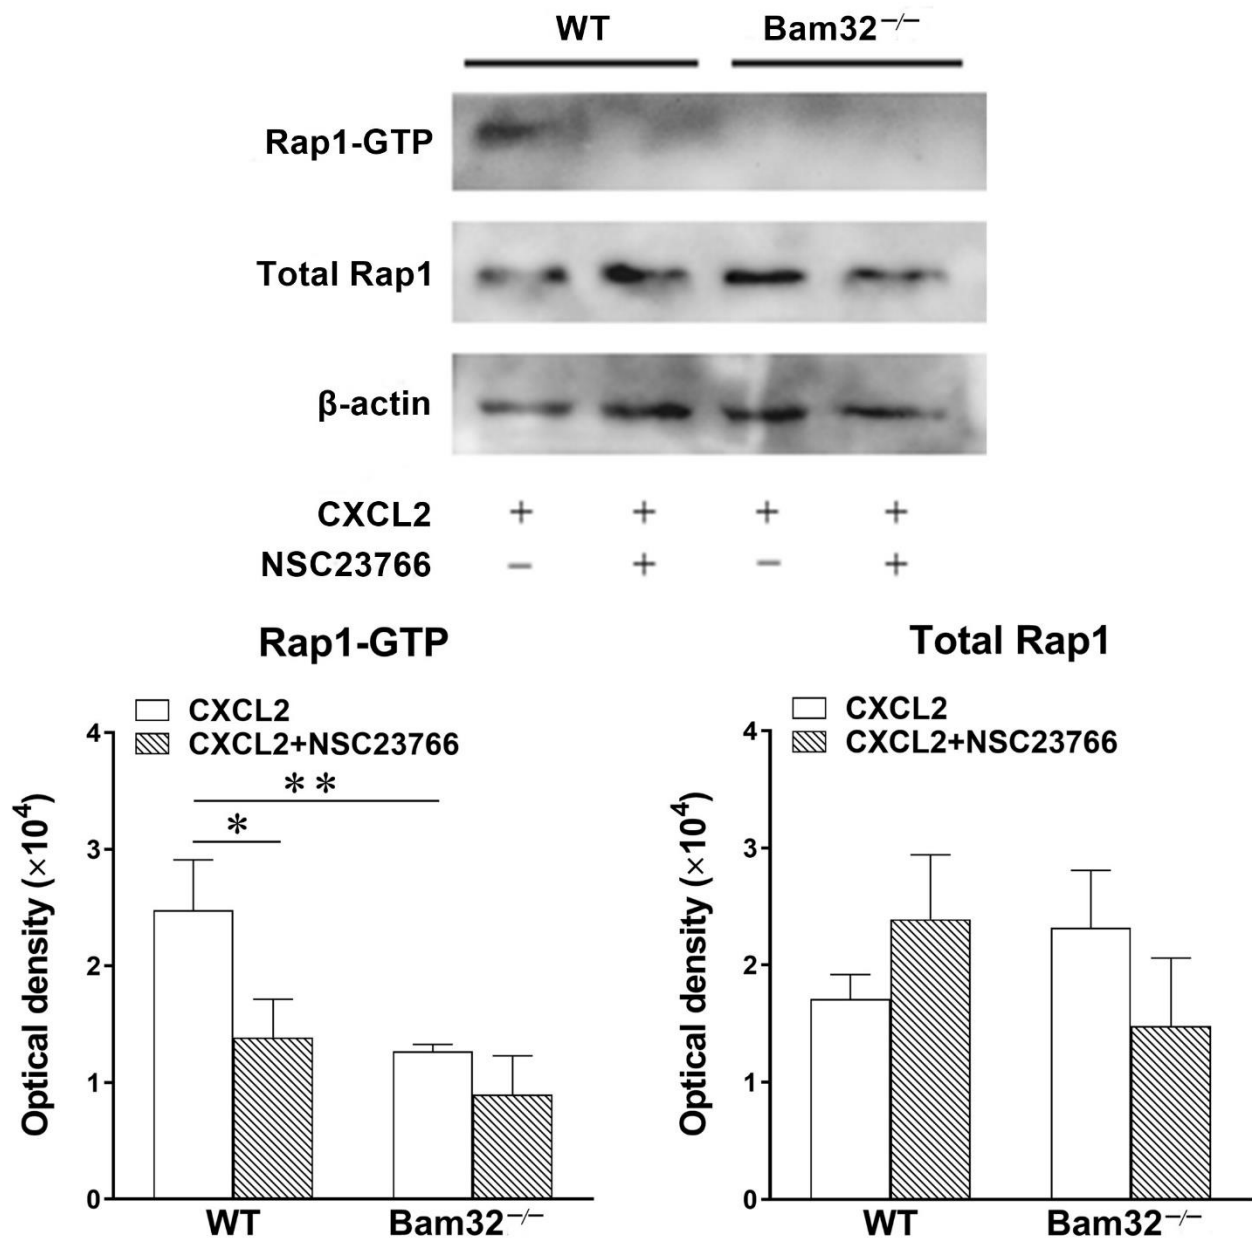 WT Bam32−/−
Rap1-GTP
Total Rap1
β-actin
CXCL2 + + + +
NSC23766 − + − +
Rap1-GTP
CXCL2
CXCL2+NSC23766
Optical density (×10⁴)
4
3
2
1
0
**
*
WT Bam32−/−
Total Rap1
CXCL2
CXCL2+NSC23766
Optical density (×10⁴)
4
3
2
1
0
WT Bam32−/−